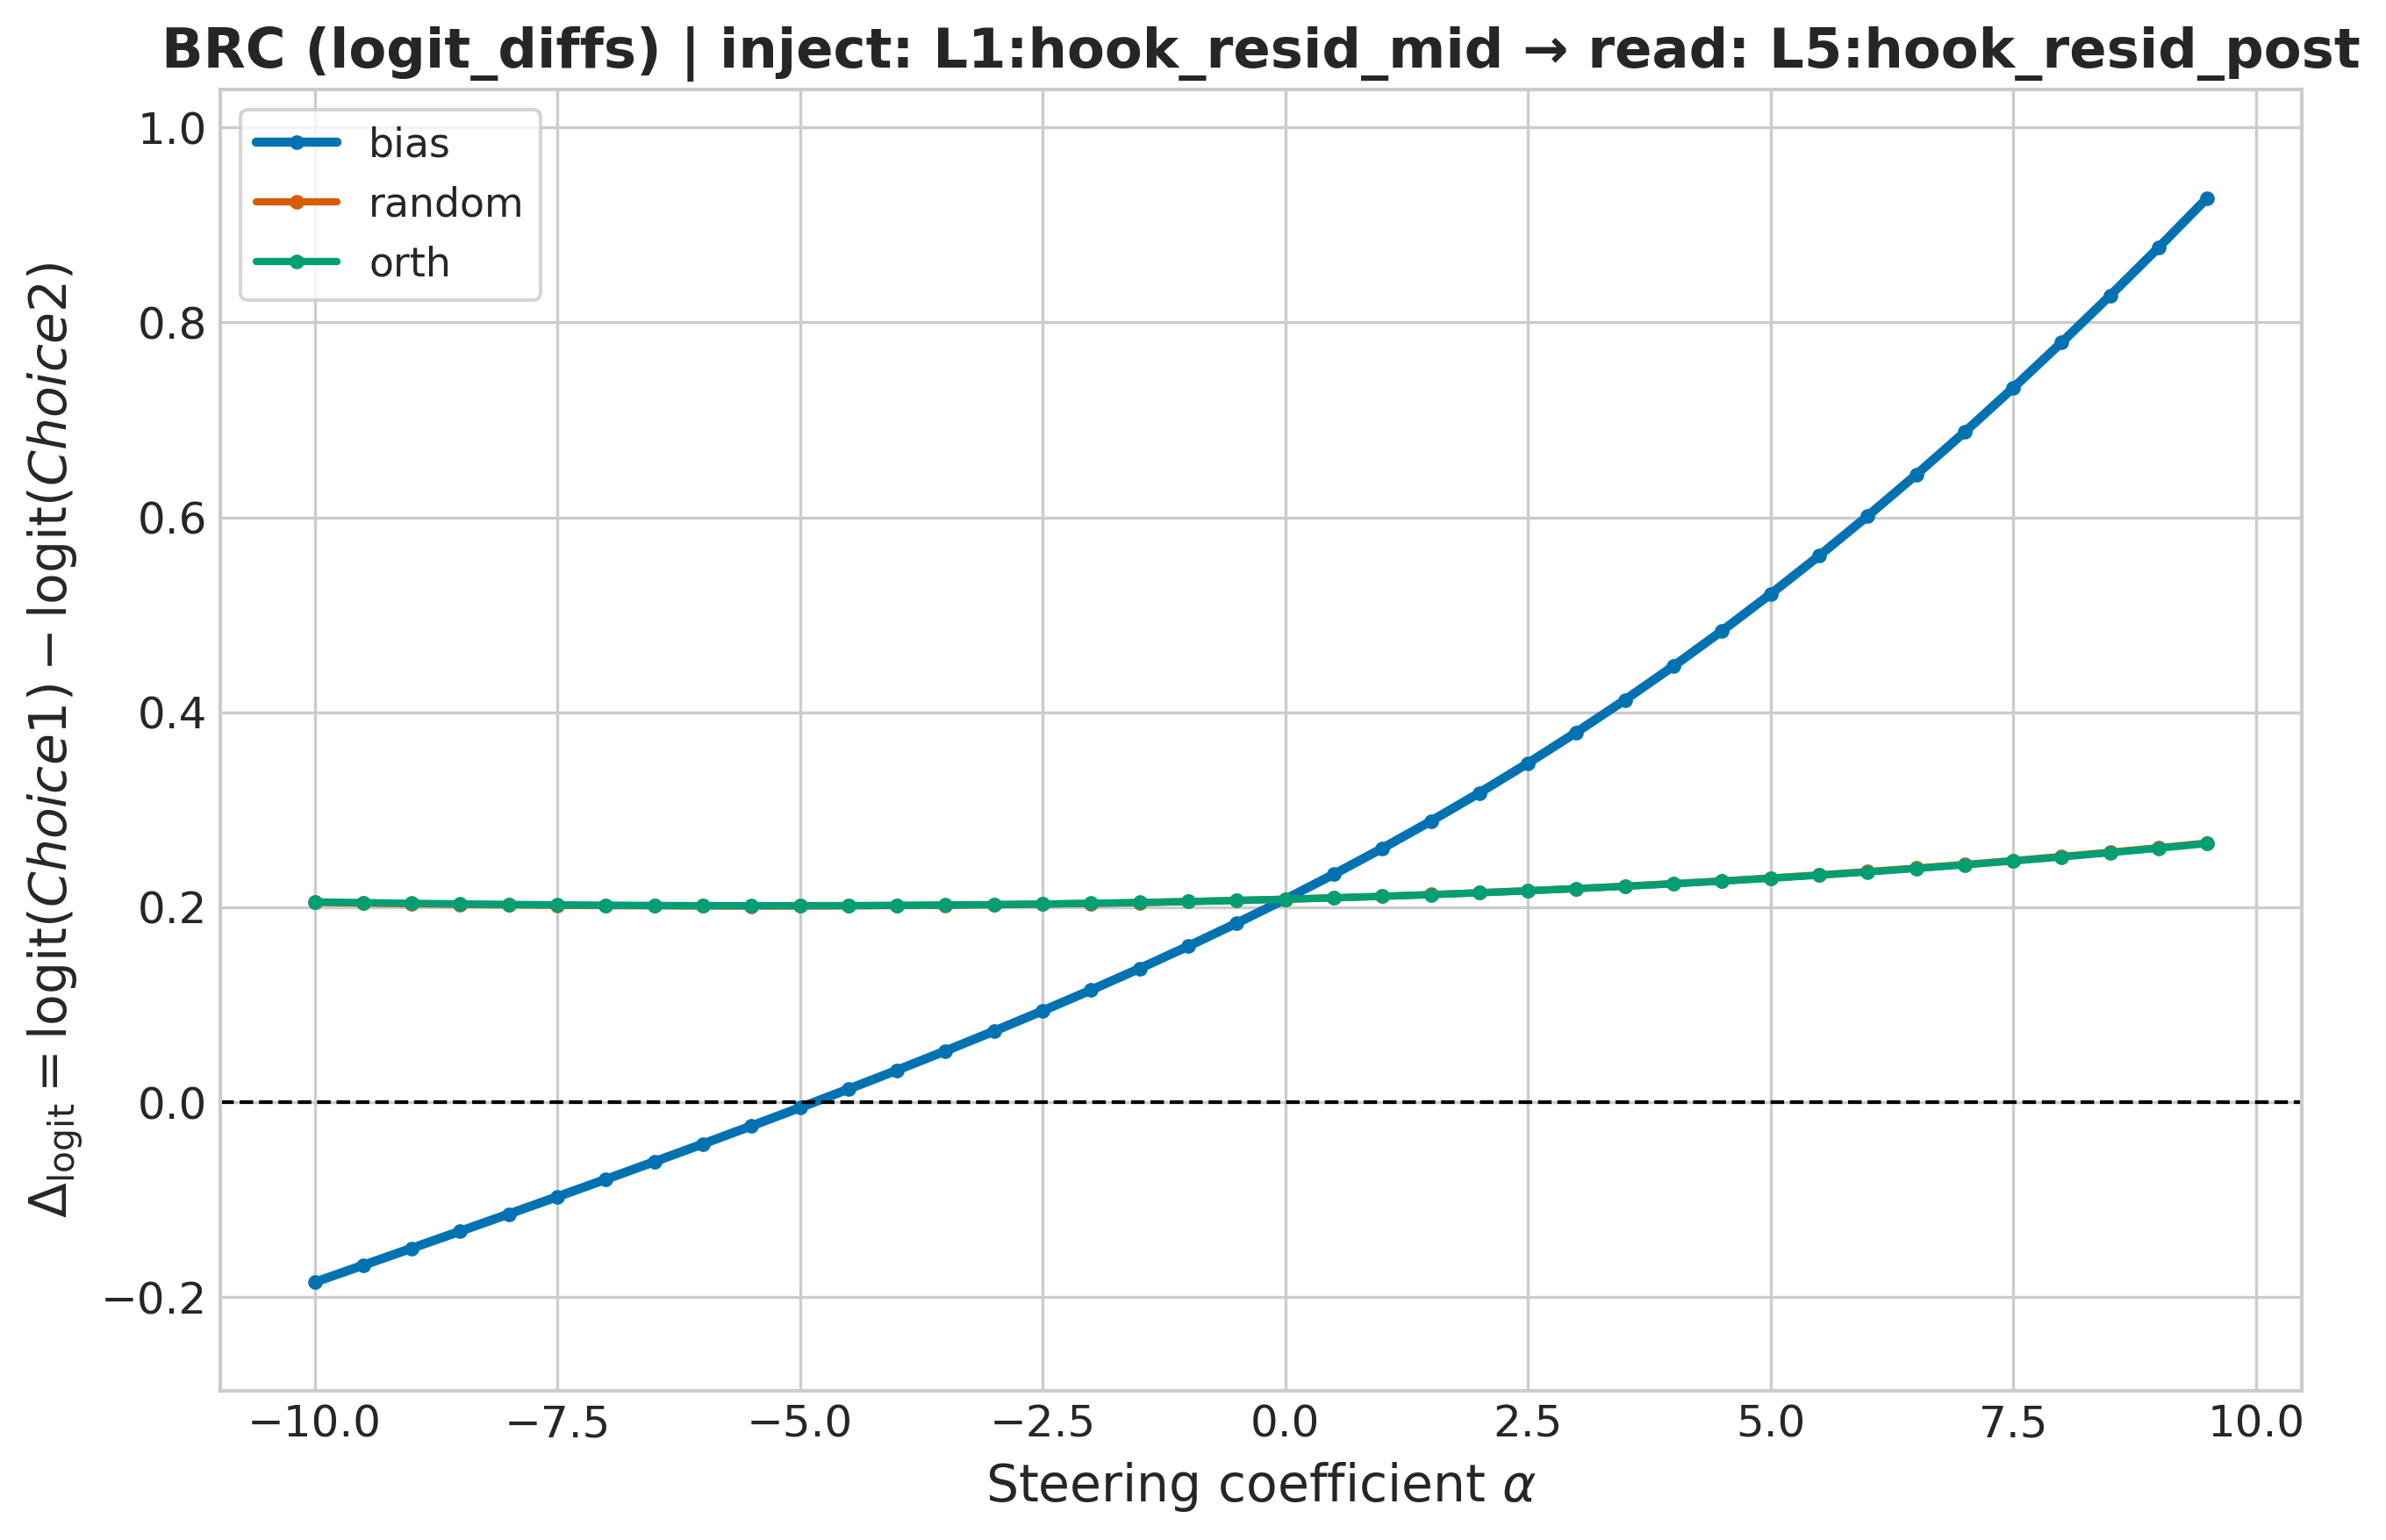 BRC (logit_diffs) | inject: L1:hook_resid_mid → read: L5:hook_resid_post
bias
random
orth
Δlogit = logit(Choice1) − logit(Choice2)
1.0
0.8
0.6
0.4
0.2
0.0
−0.2
−10.0 −7.5 −5.0 −2.5 0.0 2.5 5.0 7.5 10.0
Steering coefficient α